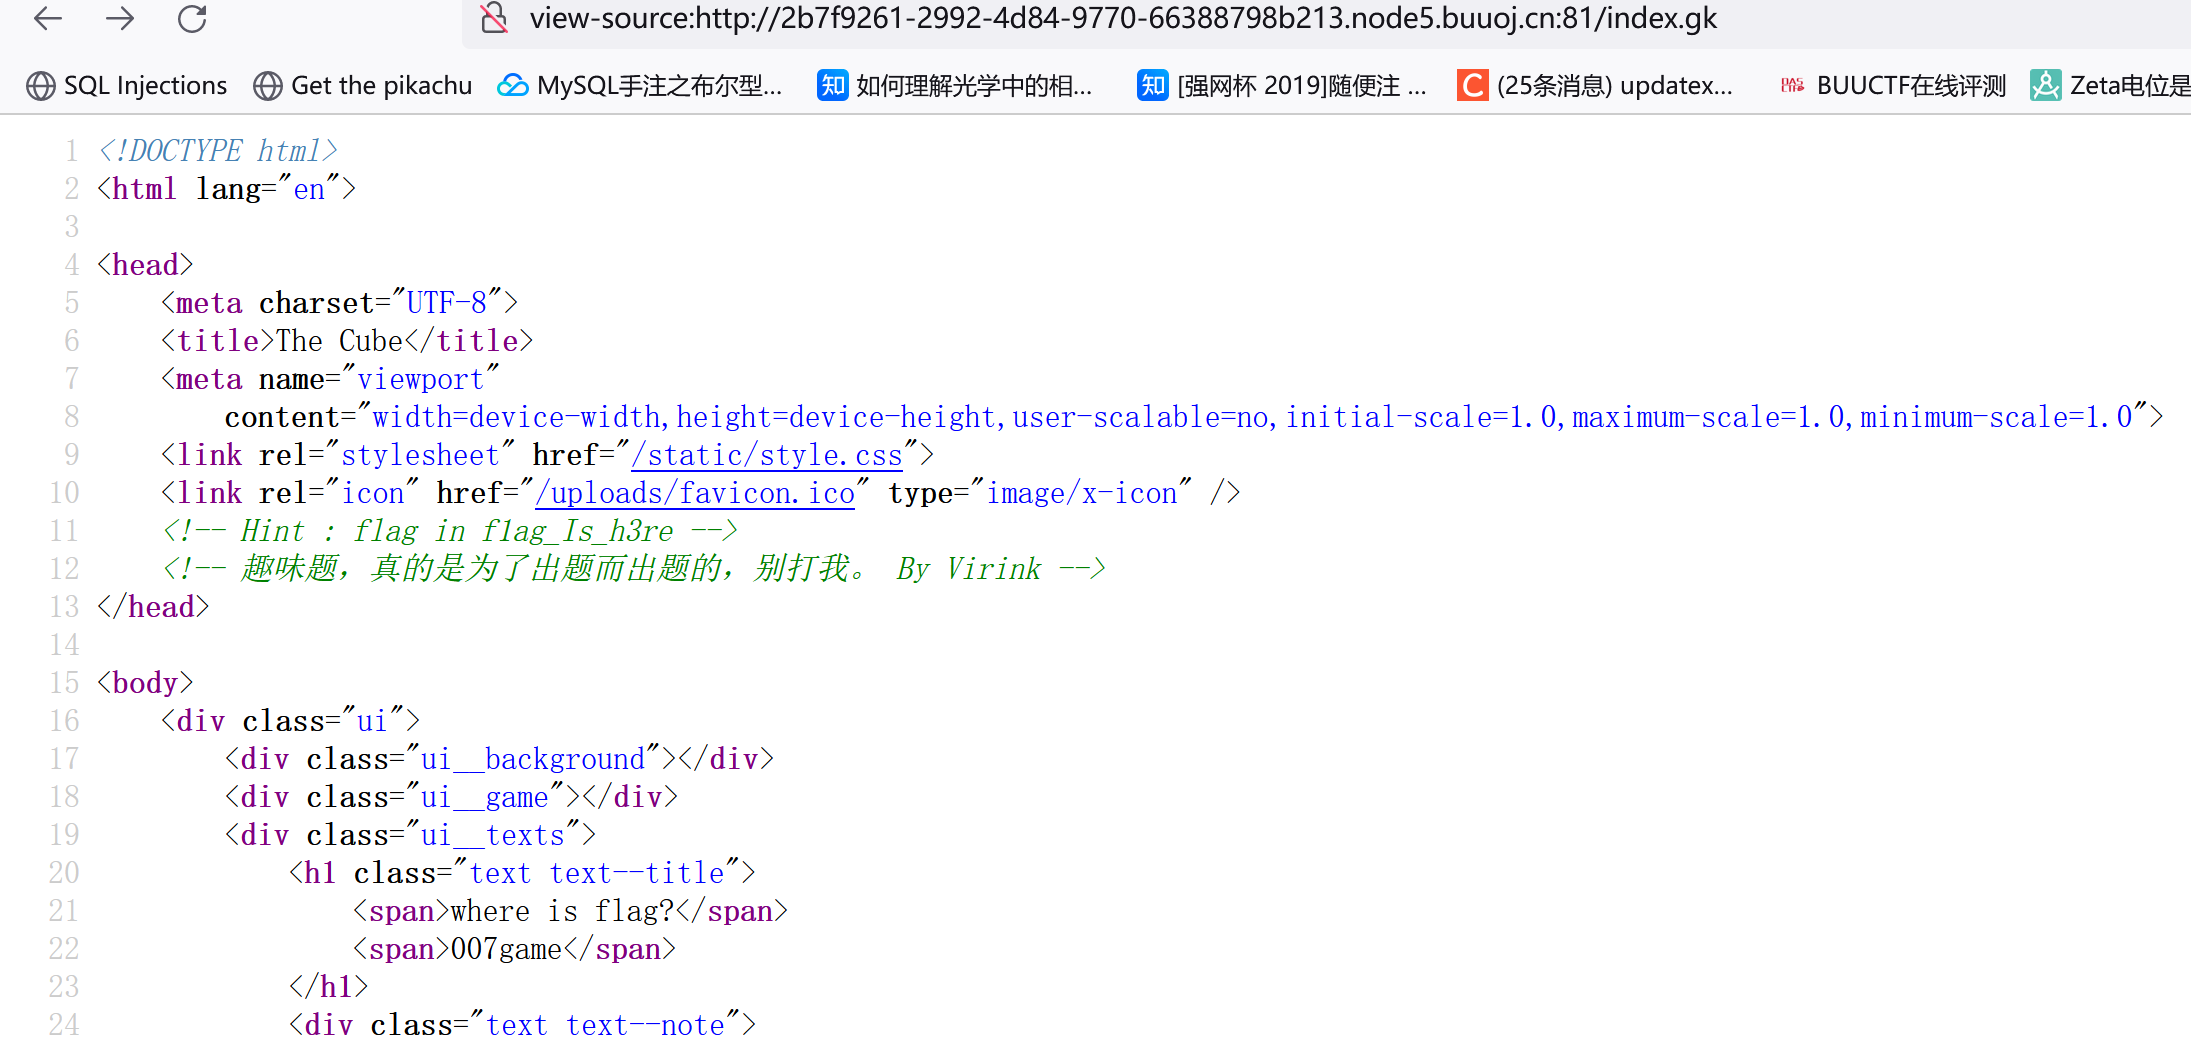 view-source:http://2b7f9261-2992-4d84-9770-66388798b213.node5.buuoj.cn:81/index.gk
SQL Injections Get the pikachu MySQL手注之布尔型... 知 如何理解光学中的相... 知 [强网杯 2019]随便注 ... C (25条消息) updatex... BUUCTF在线评测 Zeta电位是
1 <!DOCTYPE html>
2 <html lang="en">
3
4 <head>
5 <meta charset="UTF-8">
6 <title>The Cube</title>
7 <meta name="viewport"
8 content="width=device-width,height=device-height,user-scalable=no,initial-scale=1.0,maximum-scale=1.0,minimum-scale=1.0">
9 <link rel="stylesheet" href="/static/style.css">
10 <link rel="icon" href="/uploads/favicon.ico" type="image/x-icon" />
11 <!-- Hint : flag in flag_Is_h3re -->
12 <!-- 趣味题，真的是为了出题而出题的，别打我。 By Virink -->
13 </head>
14
15 <body>
16 <div class="ui">
17 <div class="ui__background"></div>
18 <div class="ui__game"></div>
19 <div class="ui__texts">
20 <h1 class="text text--title">
21 <span>where is flag?</span>
22 <span>007game</span>
23 </h1>
24 <div class="text text--note">